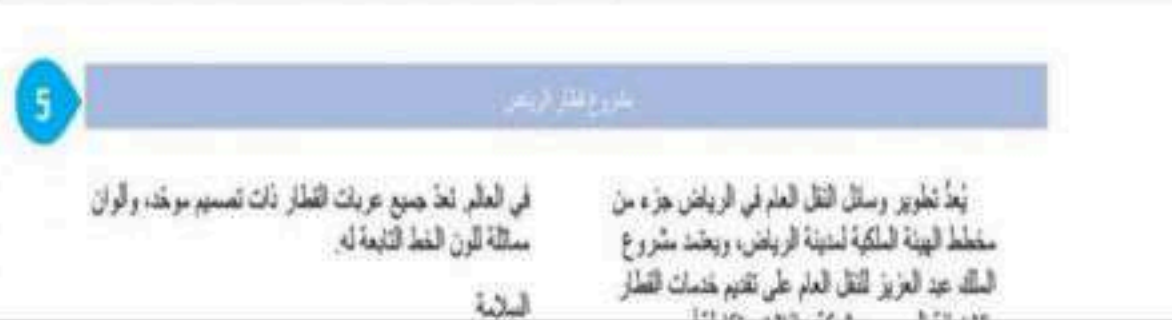 5
مشروع قطار الرياض
يُعدُّ تطوير وسائل النقل العام في الرياض جزء من
مخطط الهيئة الملكية لمدينة الرياض، ويعتمد مشروع
الملك عبد العزيز للنقل العام على تقديم خدمات القطار
في العالم. تعدّ جميع عربات القطار ذات تصميم موحّد، والوان
مماثلة للون الخط التابعة له.
السلامة